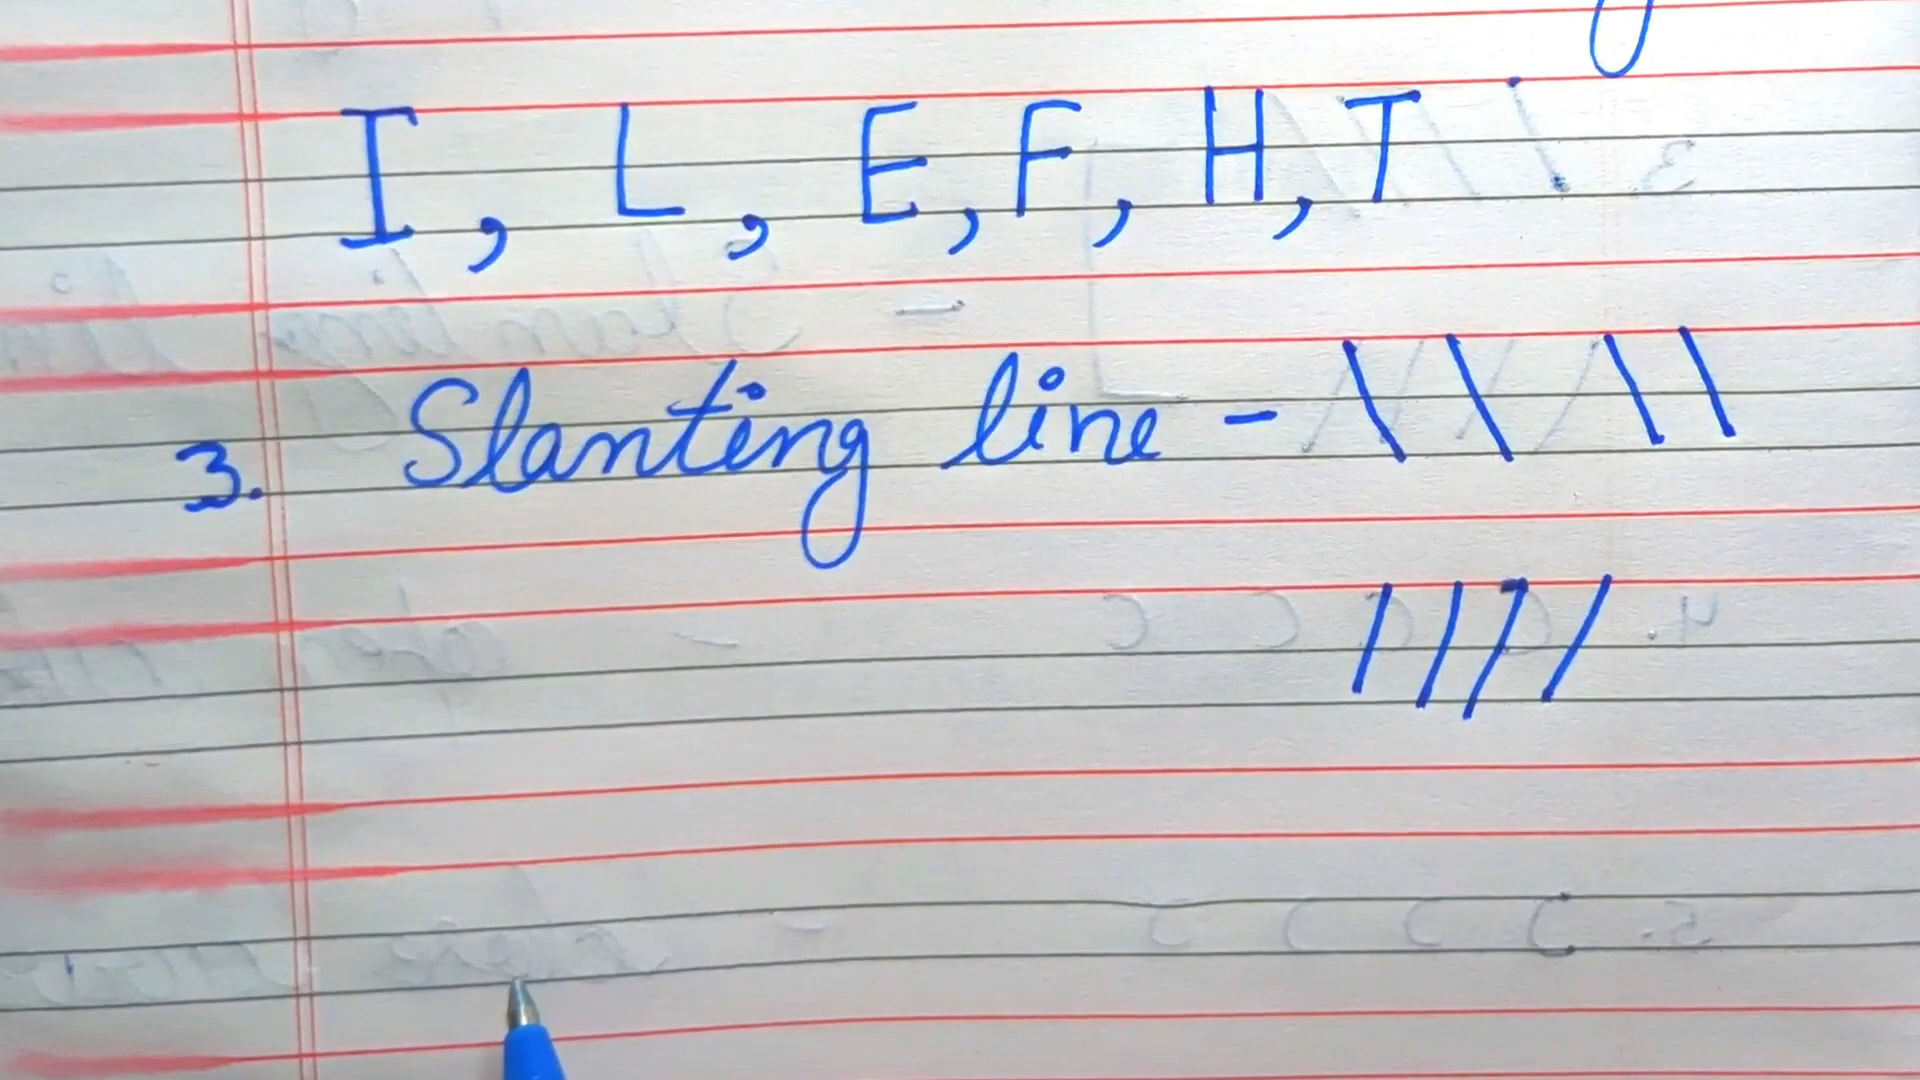 I, L, E, F, H, T
3. Slanting line - \ \ \ \
/ / / /